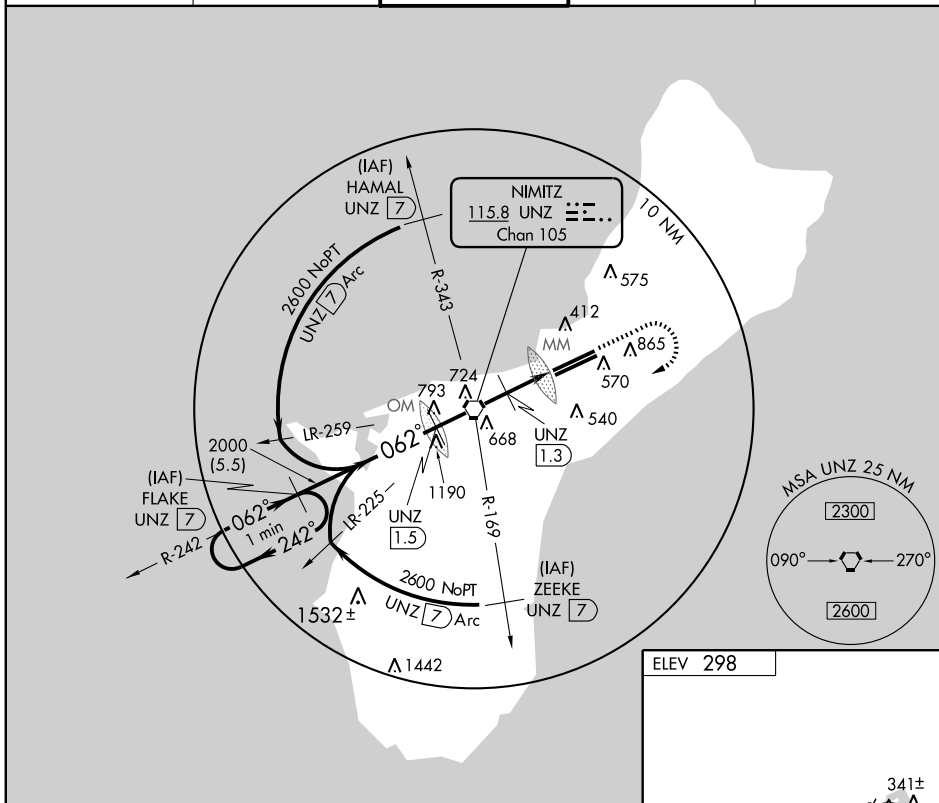 (IAF)
HAMAL
UNZ 7
NIMITZ
115.8 UNZ
Chan 105
10 NM
2600 NoPT
UNZ 7 Arc
R-343
575
412
MM
865
570
724
793
OM
540
668
UNZ
1.3
LR-259
062°
2000
(5.5)
(IAF)
FLAKE
UNZ 7
062°
1 min
242°
R-242
LR-225
1190
UNZ
1.5
R-169
MSA UNZ 25 NM
2300
090°
270°
2600
2600 NoPT
UNZ 7 Arc
(IAF)
ZEEKE
UNZ 7
1532±
1442
ELEV 298
341±